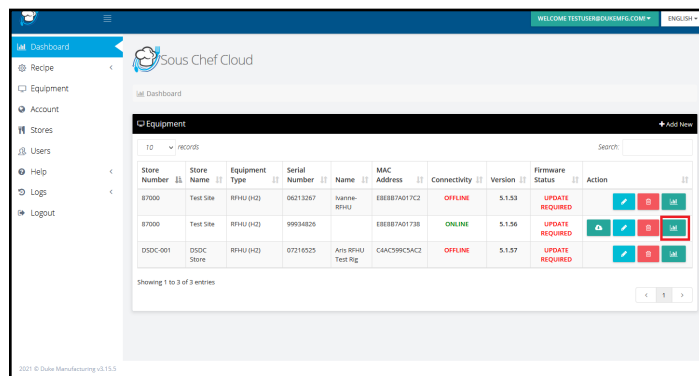 WELCOME TESTUSER@DUKEMFG.COM! ENGLISH
Dashboard
Recipe
Equipment
Account
Stores
Users
Help
Logs
Logout
Sous Chef Cloud
Dashboard
Equipment + Add New
10 records Search:
Store Number Store Name Equipment Type Serial Number Name MAC Address Connectivity Version Firmware Status Action
87000 Test Site RFHU (H2) 06213267 Ivanne-RFHU E8E8B7A017C2 OFFLINE 5.1.53 UPDATE REQUIRED
87000 Test Site RFHU (H2) 99934826 E8E8B7A01738 ONLINE 5.1.56 UPDATE REQUIRED
DSDC-001 DSDC Store RFHU (H2) 07216525 Aris RFHU Test Rig C4AC599C5AC2 OFFLINE 5.1.57 UPDATE REQUIRED
Showing 1 to 3 of 3 entries
< 1 >
2021 © Duke Manufacturing v3.15.5